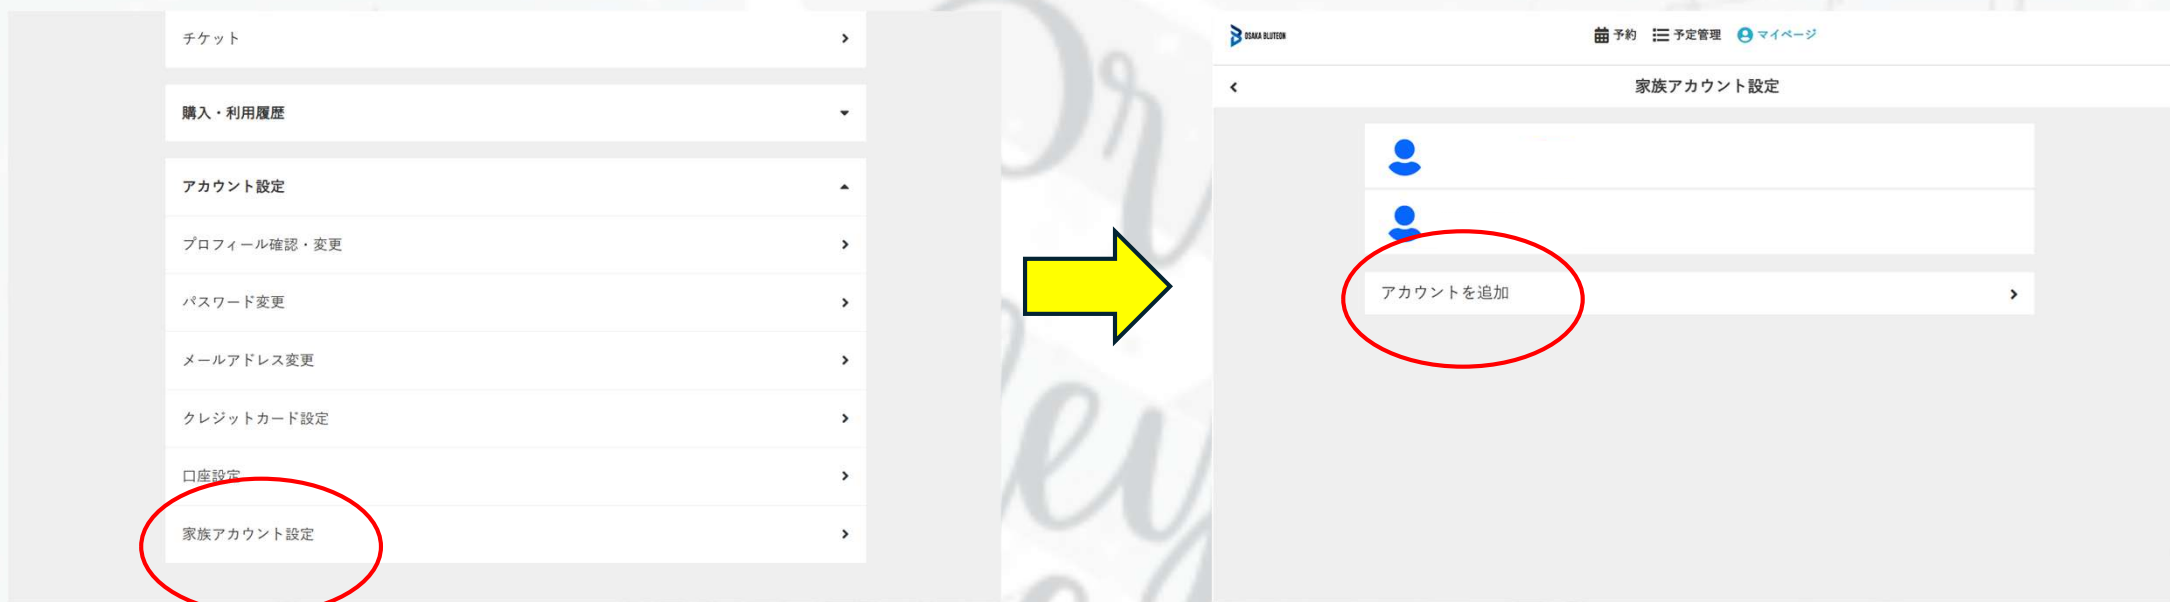 チケット
購入・利用履歴
アカウント設定
プロフィール確認・変更
パスワード変更
メールアドレス変更
クレジットカード設定
口座設定
家族アカウント設定
OSAKA BLUTEON
予約 予定管理 マイページ
家族アカウント設定
アカウントを追加